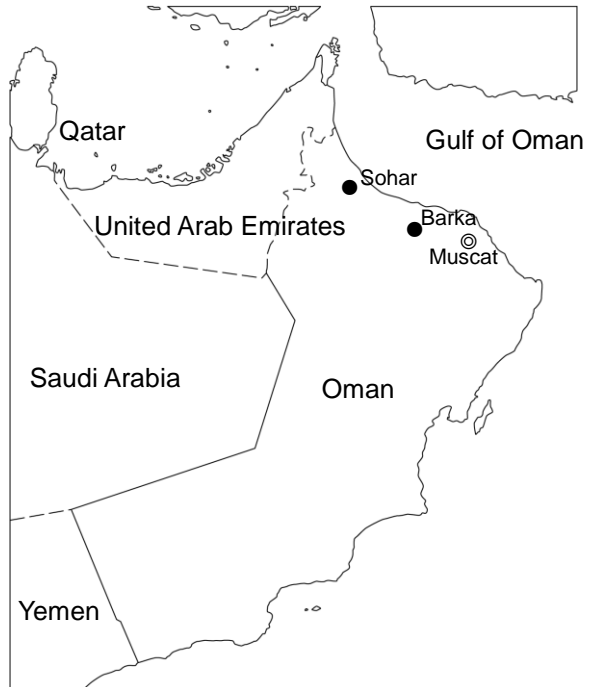 Qatar
Gulf of Oman
Sohar
United Arab Emirates
Barka
Muscat
Saudi Arabia
Oman
Yemen